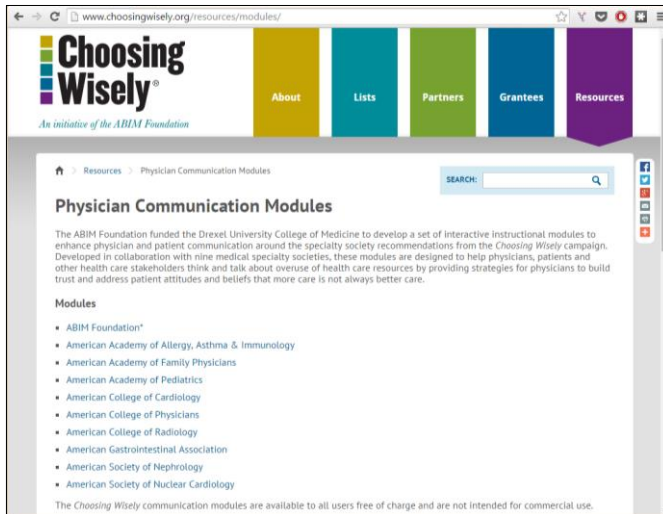 www.choosingwisely.org/resources/modules/
Choosing
Wisely®
An initiative of the ABIM Foundation
About
Lists
Partners
Grantees
Resources
Resources > Physician Communication Modules
SEARCH:
Physician Communication Modules
The ABIM Foundation funded the Drexel University College of Medicine to develop a set of interactive instructional modules to
enhance physician and patient communication around the specialty society recommendations from the Choosing Wisely campaign.
Developed in collaboration with nine medical specialty societies, these modules are designed to help physicians, patients and
other health care stakeholders think and talk about overuse of health care resources by providing strategies for physicians to build
trust and address patient attitudes and beliefs that more care is not always better care.
Modules
▪ ABIM Foundation*
▪ American Academy of Allergy, Asthma & Immunology
▪ American Academy of Family Physicians
▪ American Academy of Pediatrics
▪ American College of Cardiology
▪ American College of Physicians
▪ American College of Radiology
▪ American Gastrointestinal Association
▪ American Society of Nephrology
▪ American Society of Nuclear Cardiology
The Choosing Wisely communication modules are available to all users free of charge and are not intended for commercial use.